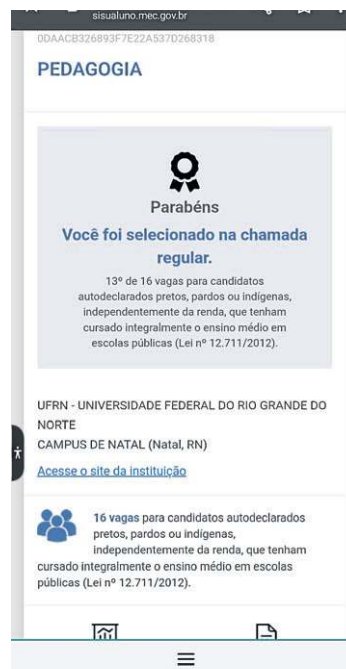 sisualuno.mec.gov.br
0DAACB326893F7E22A537D268318
PEDAGOGIA
Parabéns
Você foi selecionado na chamada
regular.
13º de 16 vagas para candidatos
autodeclarados pretos, pardos ou indígenas,
independentemente da renda, que tenham
cursado integralmente o ensino médio em
escolas públicas (Lei nº 12.711/2012).
UFRN - UNIVERSIDADE FEDERAL DO RIO GRANDE DO
NORTE
CAMPUS DE NATAL (Natal, RN)
Acesse o site da instituição
16 vagas para candidatos autodeclarados
pretos, pardos ou indígenas,
independentemente da renda, que tenham
cursado integralmente o ensino médio em escolas
públicas (Lei nº 12.711/2012).